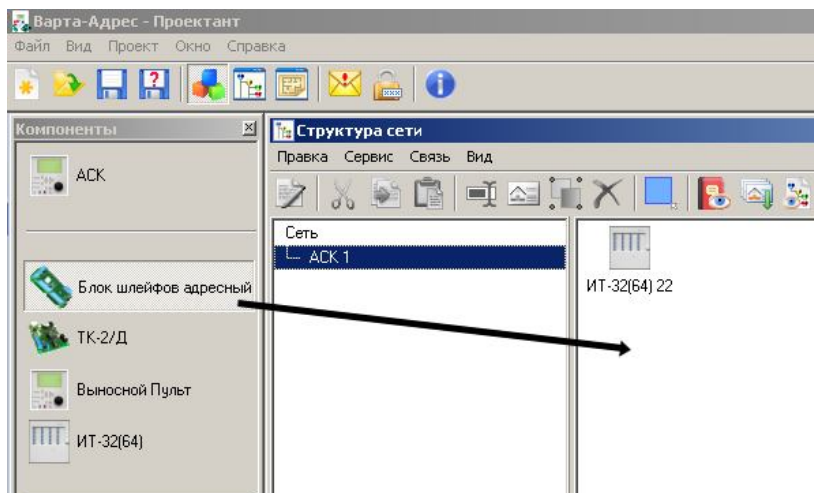 Варта-Адрес - Проектант
Файл Вид Проект Окно Справка
Компоненты
АСК
Блок шлейфов адресный
ТК-2/Д
Выносной Пульт
ИТ-32(64)
Структура сети
Правка Сервис Связь Вид
Сеть
АСК 1
ИТ-32(64) 22